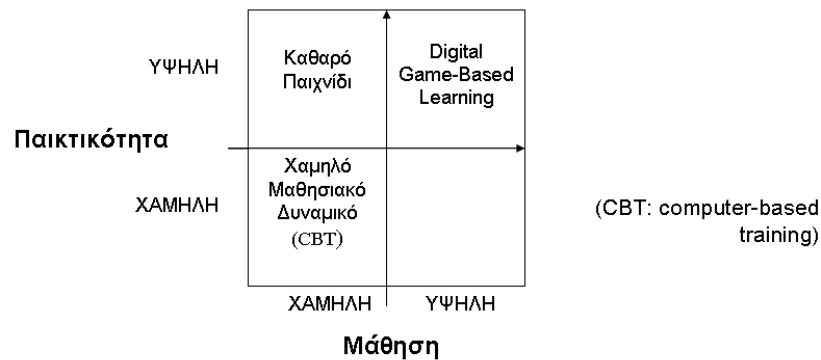 ΥΨΗΛΗ
Καθαρό
Παιχνίδι
Digital
Game-Based
Learning
Παικτικότητα
ΧΑΜΗΛΗ
Χαμηλό
Μαθησιακό
Δυναμικό
(CBT)
(CBT: computer-based
training)
ΧΑΜΗΛΗ
ΥΨΗΛΗ
Μάθηση